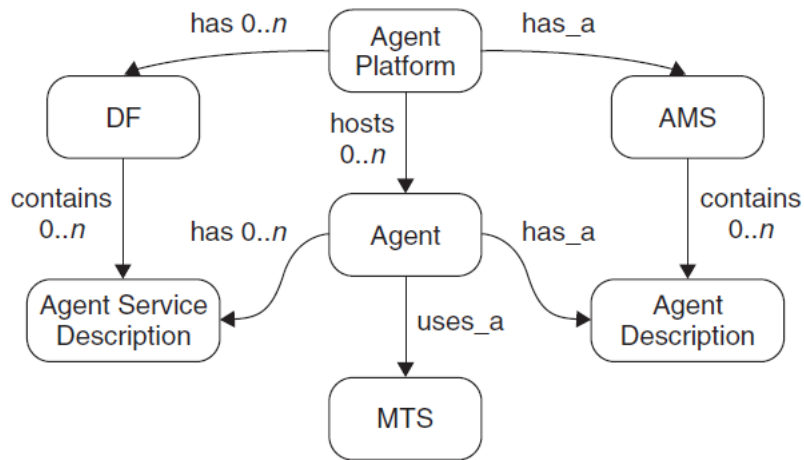 has 0..n
Agent
Platform
has_a
DF
hosts
0..n
AMS
contains
0..n
has 0..n
Agent
has_a
contains
0..n
Agent Service
Description
uses_a
Agent
Description
MTS